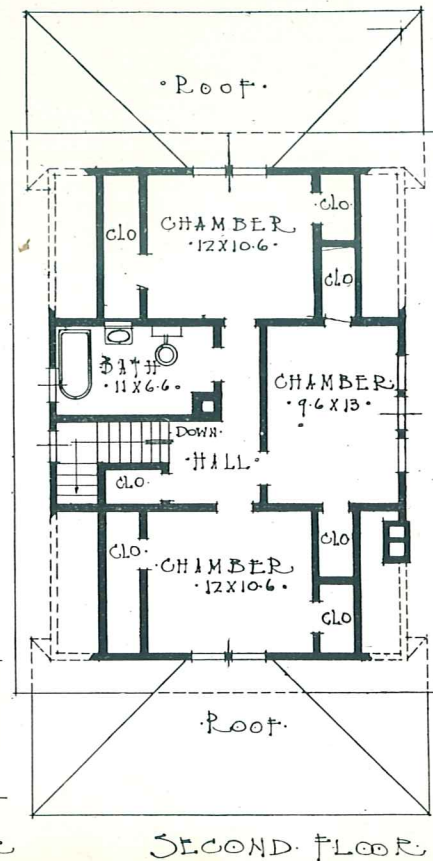 ·ROOF·
CLO
CHAMBER
·12X10·6·
CLO·
CLO
BATH
·11X6·6·
CHAMBER
·9·6X13·
DOWN·
·HALL·
CLO
CLO·
CHAMBER
·12X10·6·
CLO
CLO
·ROOF·
SECOND· FLOOR